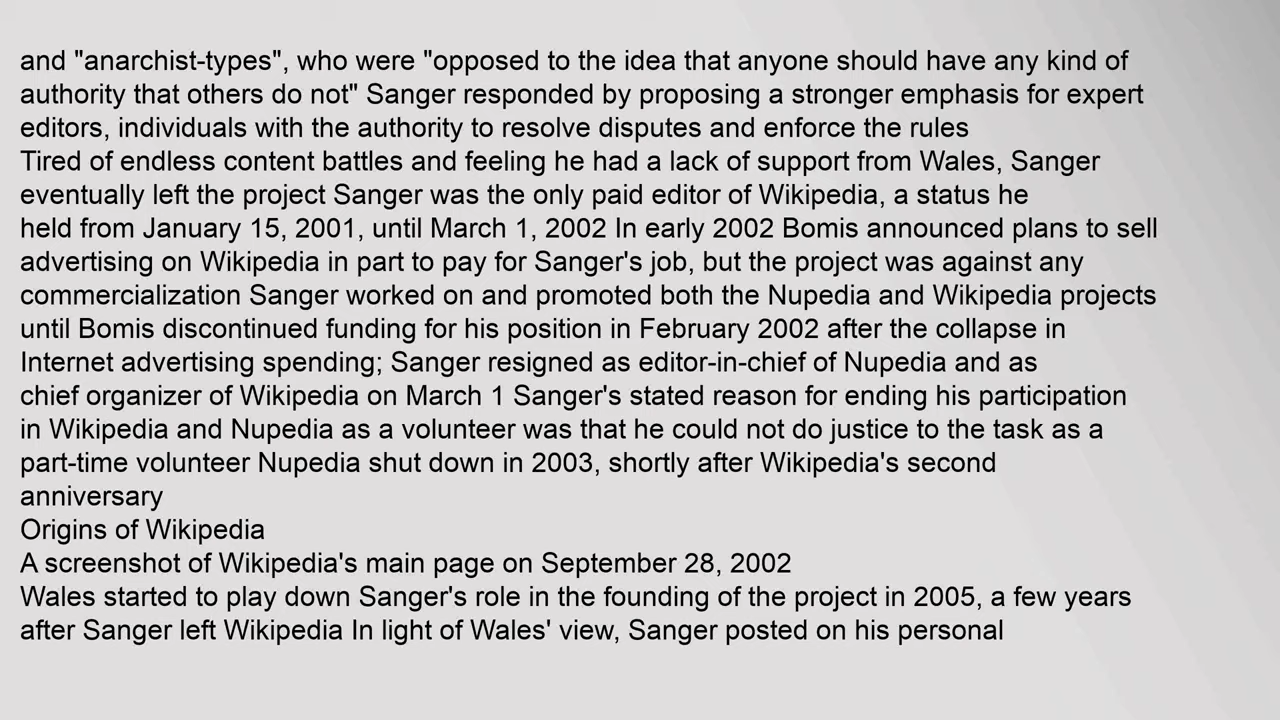 and "anarchist-types", who were "opposed to the idea that anyone should have any kind of
authority that others do not" Sanger responded by proposing a stronger emphasis for expert
editors, individuals with the authority to resolve disputes and enforce the rules
Tired of endless content battles and feeling he had a lack of support from Wales, Sanger
eventually left the project Sanger was the only paid editor of Wikipedia, a status he
held from January 15, 2001, until March 1, 2002 In early 2002 Bomis announced plans to sell
advertising on Wikipedia in part to pay for Sanger's job, but the project was against any
commercialization Sanger worked on and promoted both the Nupedia and Wikipedia projects
until Bomis discontinued funding for his position in February 2002 after the collapse in
Internet advertising spending; Sanger resigned as editor-in-chief of Nupedia and as
chief organizer of Wikipedia on March 1 Sanger's stated reason for ending his participation
in Wikipedia and Nupedia as a volunteer was that he could not do justice to the task as a
part-time volunteer Nupedia shut down in 2003, shortly after Wikipedia's second
anniversary
Origins of Wikipedia
A screenshot of Wikipedia's main page on September 28, 2002
Wales started to play down Sanger's role in the founding of the project in 2005, a few years
after Sanger left Wikipedia In light of Wales' view, Sanger posted on his personal